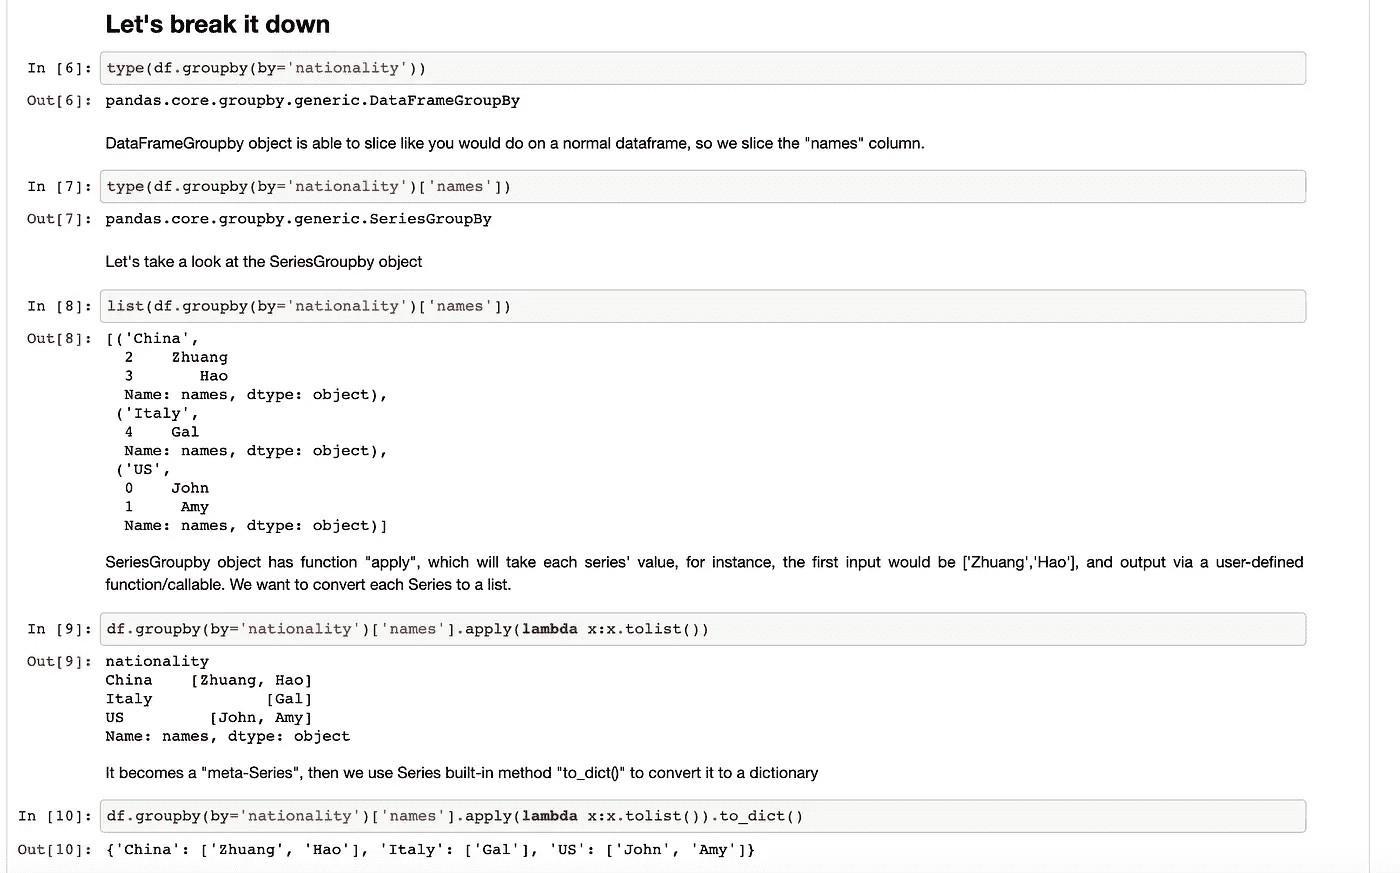 Let's break it down
In [6]: type(df.groupby(by='nationality'))
Out[6]: pandas.core.groupby.generic.DataFrameGroupBy
DataFrameGroupby object is able to slice like you would do on a normal dataframe, so we slice the "names" column.
In [7]: type(df.groupby(by='nationality')['names'])
Out[7]: pandas.core.groupby.generic.SeriesGroupBy
Let's take a look at the SeriesGroupby object
In [8]: list(df.groupby(by='nationality')['names'])
Out[8]: [('China',
2     Zhuang
3        Hao
Name: names, dtype: object),
('Italy',
4    Gal
Name: names, dtype: object),
('US',
0    John
1     Amy
Name: names, dtype: object)]
SeriesGroupby object has function "apply", which will take each series' value, for instance, the first input would be ['Zhuang','Hao'], and output via a user-defined
function/callable. We want to convert each Series to a list.
In [9]: df.groupby(by='nationality')['names'].apply(lambda x:x.tolist())
Out[9]: nationality
China    [Zhuang, Hao]
Italy            [Gal]
US         [John, Amy]
Name: names, dtype: object
It becomes a "meta-Series", then we use Series built-in method "to_dict()" to convert it to a dictionary
In [10]: df.groupby(by='nationality')['names'].apply(lambda x:x.tolist()).to_dict()
Out[10]: {'China': ['Zhuang', 'Hao'], 'Italy': ['Gal'], 'US': ['John', 'Amy']}